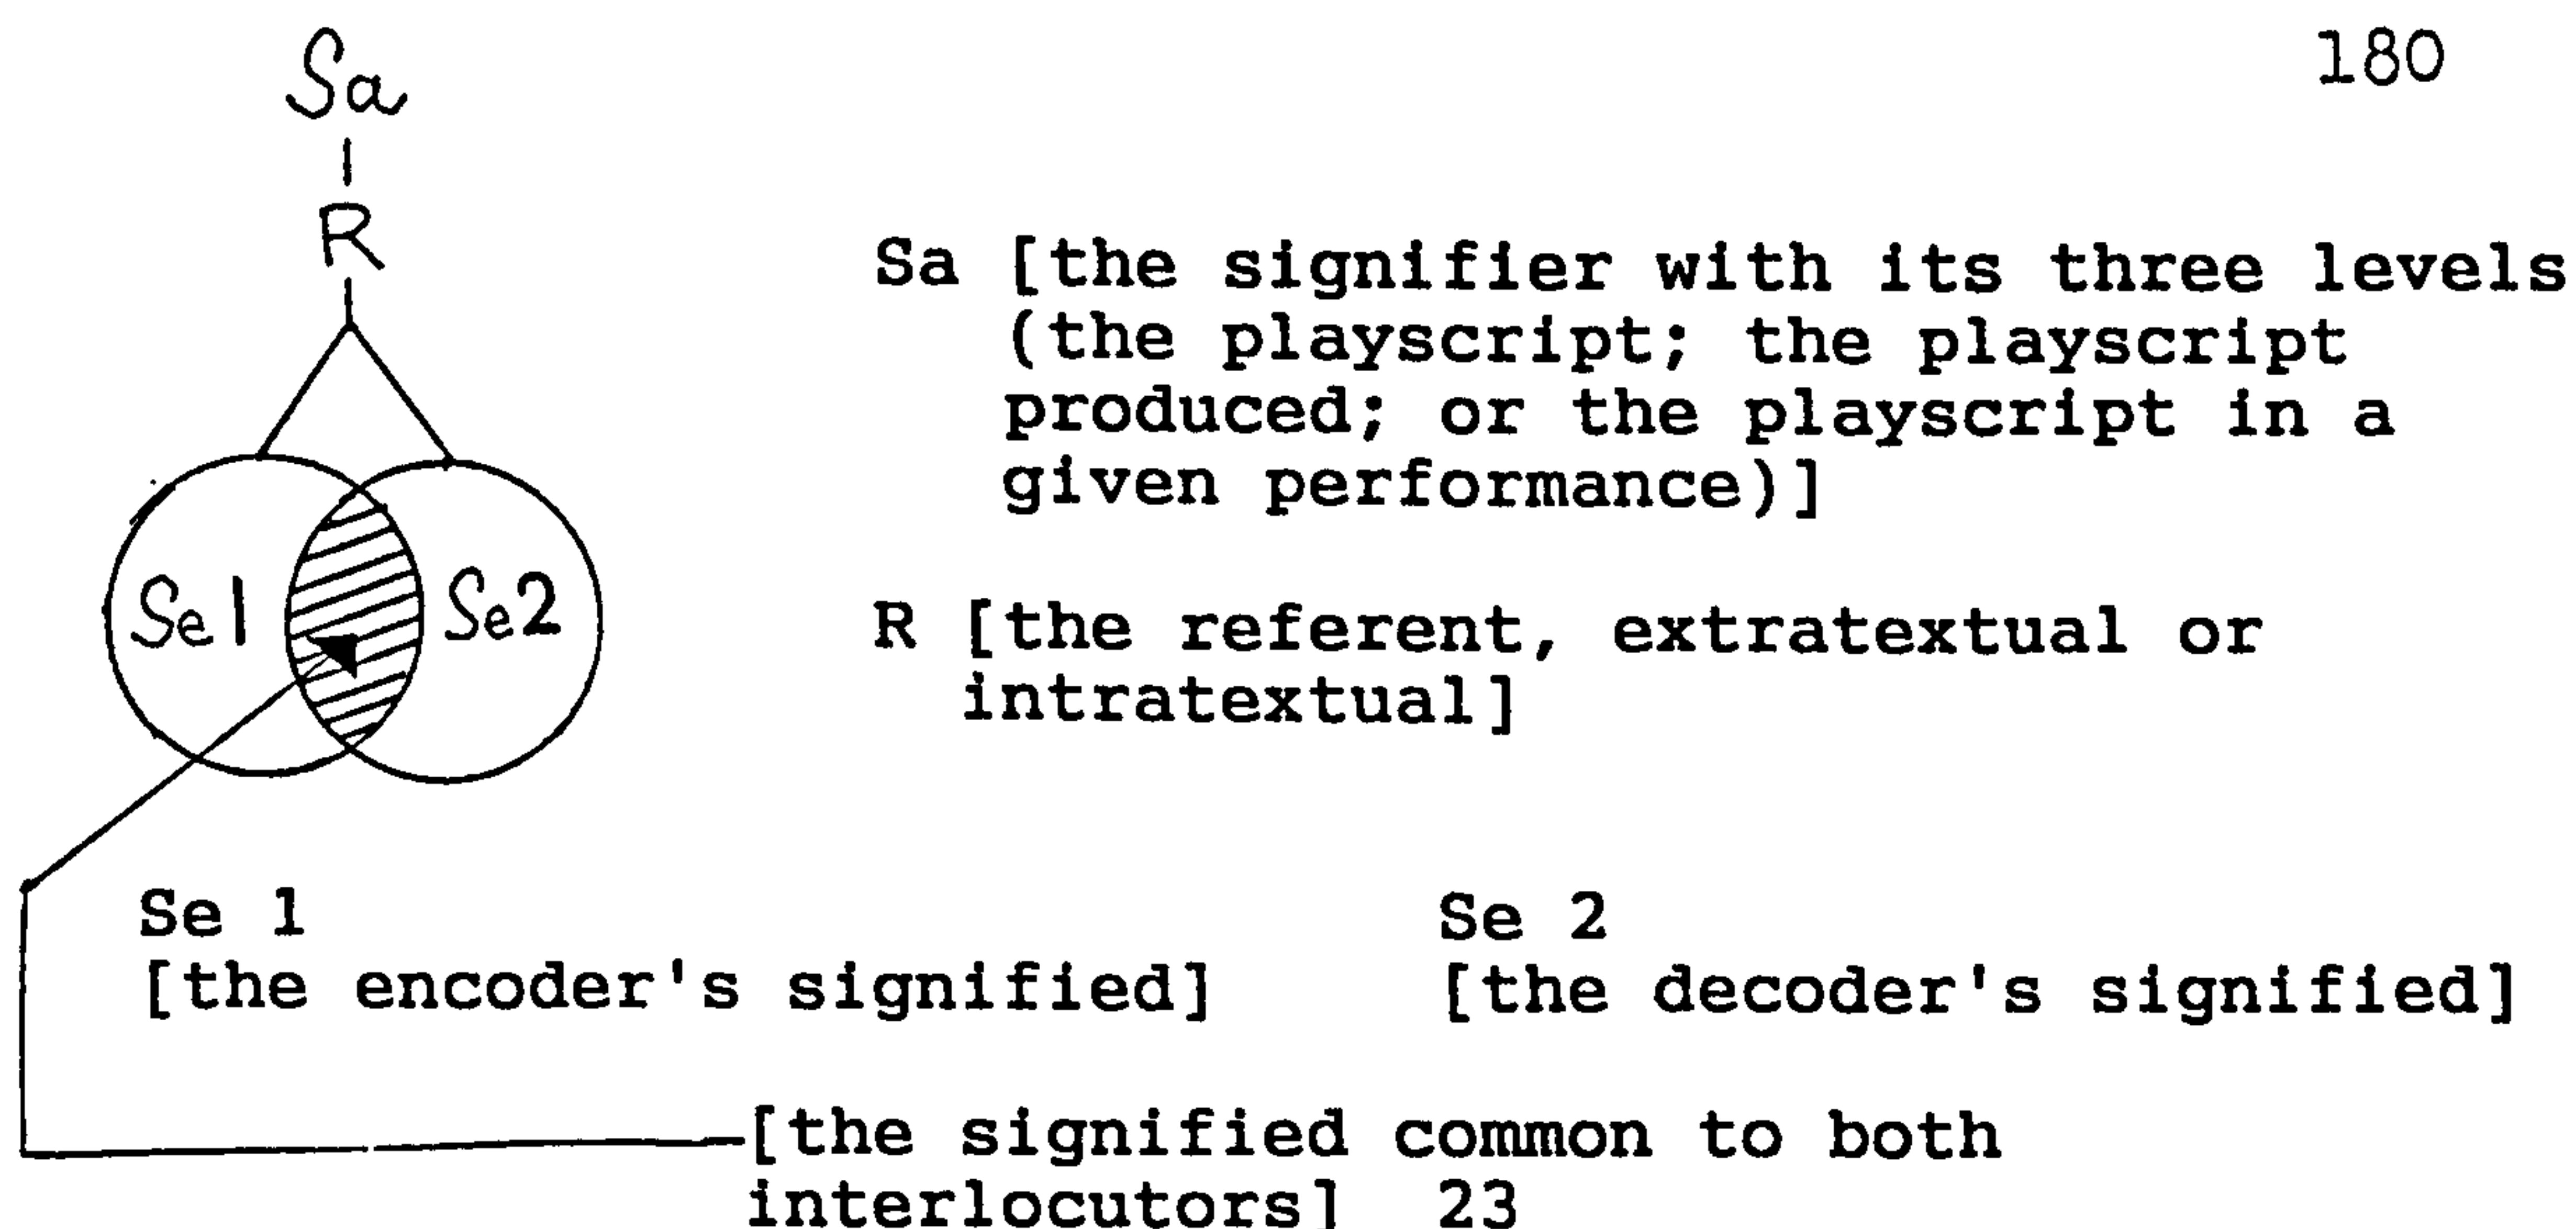 180
Sa
R
Se1 Se2
Sa [the signifier with its three levels
(the playscript; the playscript
produced; or the playscript in a
given performance)]
R [the referent, extratextual or
intratextual]
Se 1
[the encoder's signified]
Se 2
[the decoder's signified]
[the signified common to both
interlocutors] 23